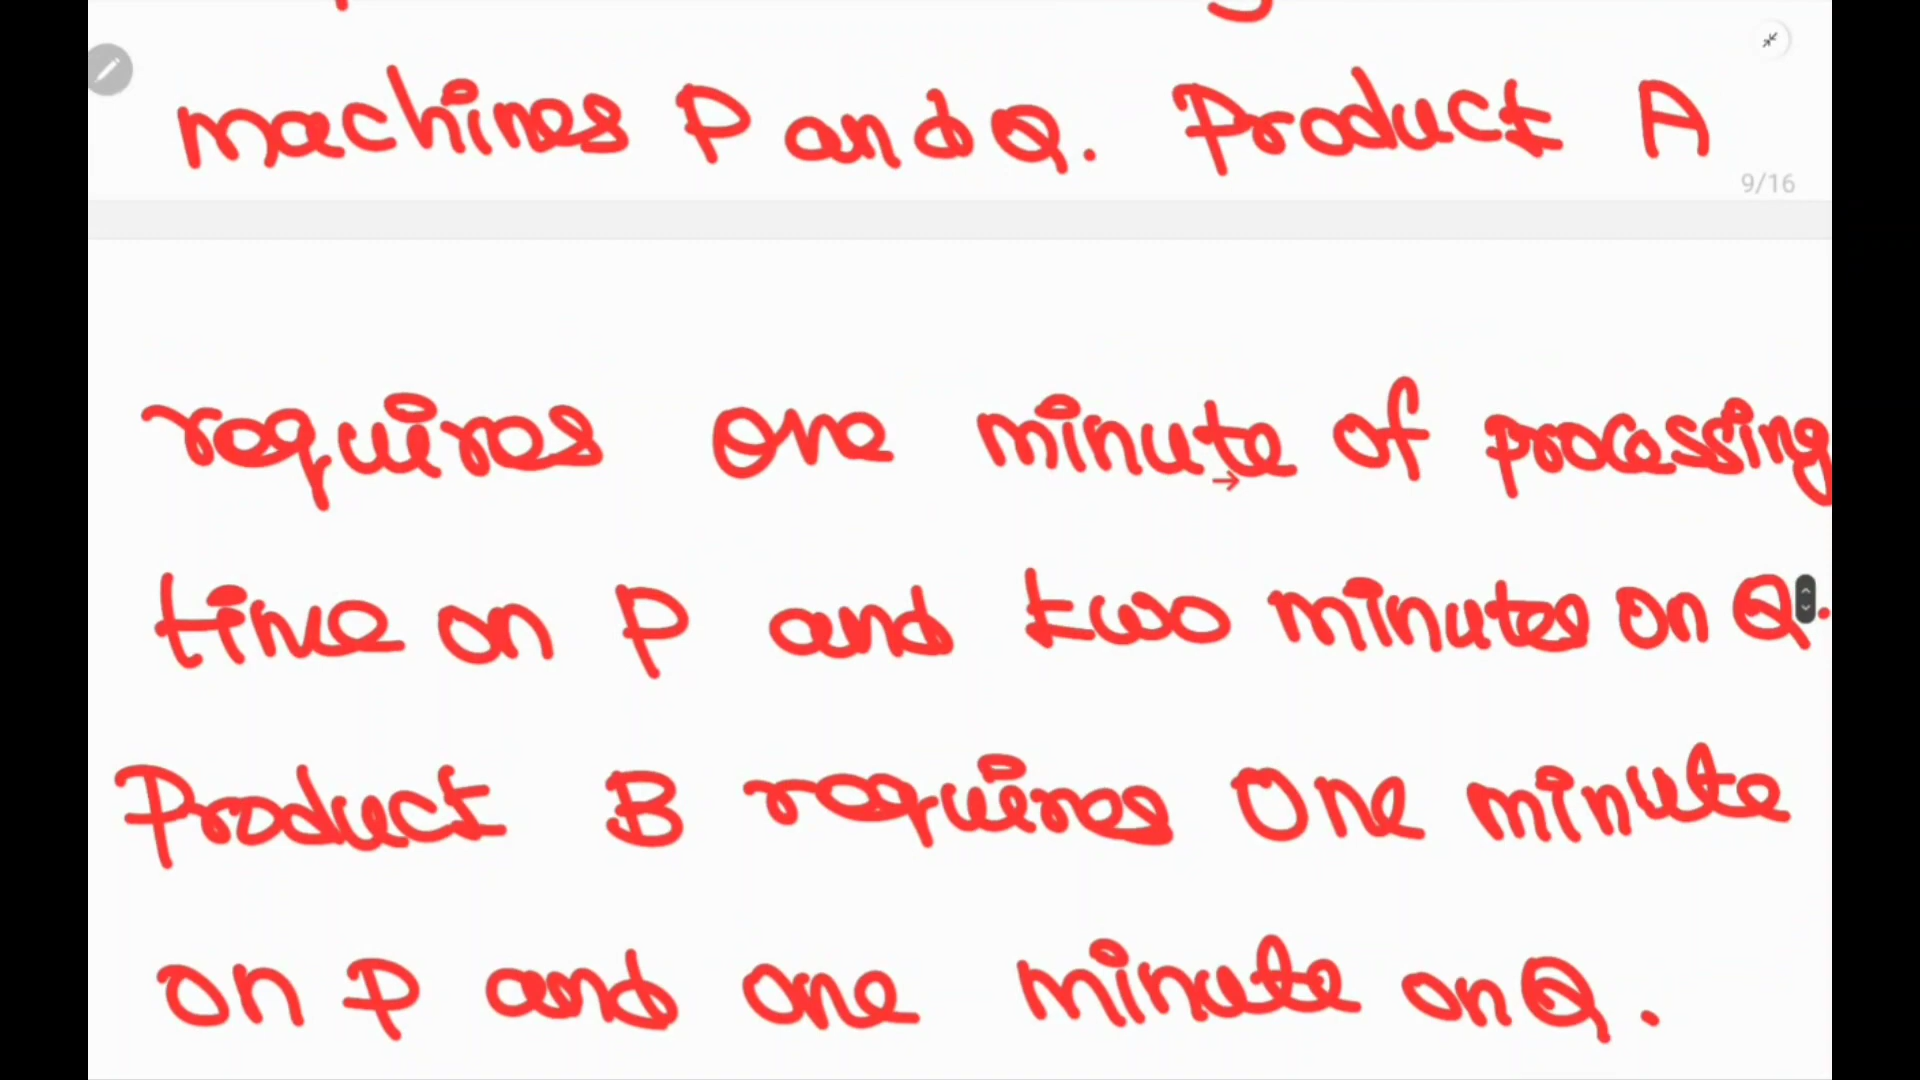 machines P and Q. Product A
9/16
requires one minute of processing
time on P and two minutes on Q.
Product B requires One minute
on P and one minute on Q.